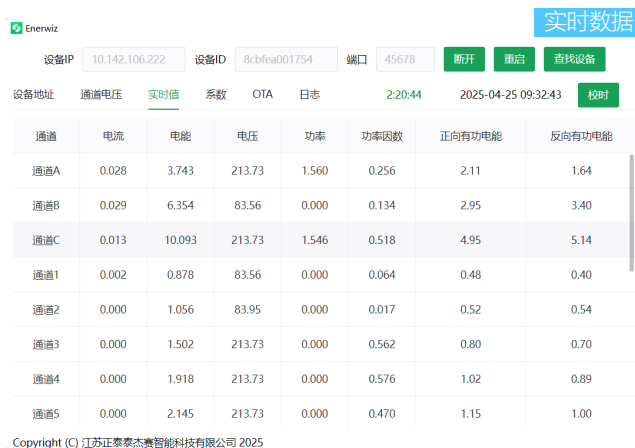 实时数据
Enerwiz
设备IP 10.142.106.222 设备ID 8cbfea001754 端口 45678 断开 重启 查找设备
设备地址 通道电压 实时值 系数 OTA 日志 2:20:44 2025-04-25 09:32:43 校时
通道 电流 电能 电压 功率 功率因数 正向有功电能 反向有功电能
通道A 0.028 3.743 213.73 1.560 0.256 2.11 1.64
通道B 0.029 6.354 83.56 0.000 0.134 2.95 3.40
通道C 0.013 10.093 213.73 1.546 0.518 4.95 5.14
通道1 0.002 0.878 83.56 0.000 0.064 0.48 0.40
通道2 0.000 1.056 83.95 0.000 0.017 0.52 0.54
通道3 0.000 1.502 213.73 0.000 0.562 0.80 0.70
通道4 0.000 1.918 213.73 0.000 0.576 1.02 0.89
通道5 0.000 2.145 213.73 0.000 0.470 1.15 1.00
Copyright (C) 江苏正泰泰杰赛智能科技有限公司 2025